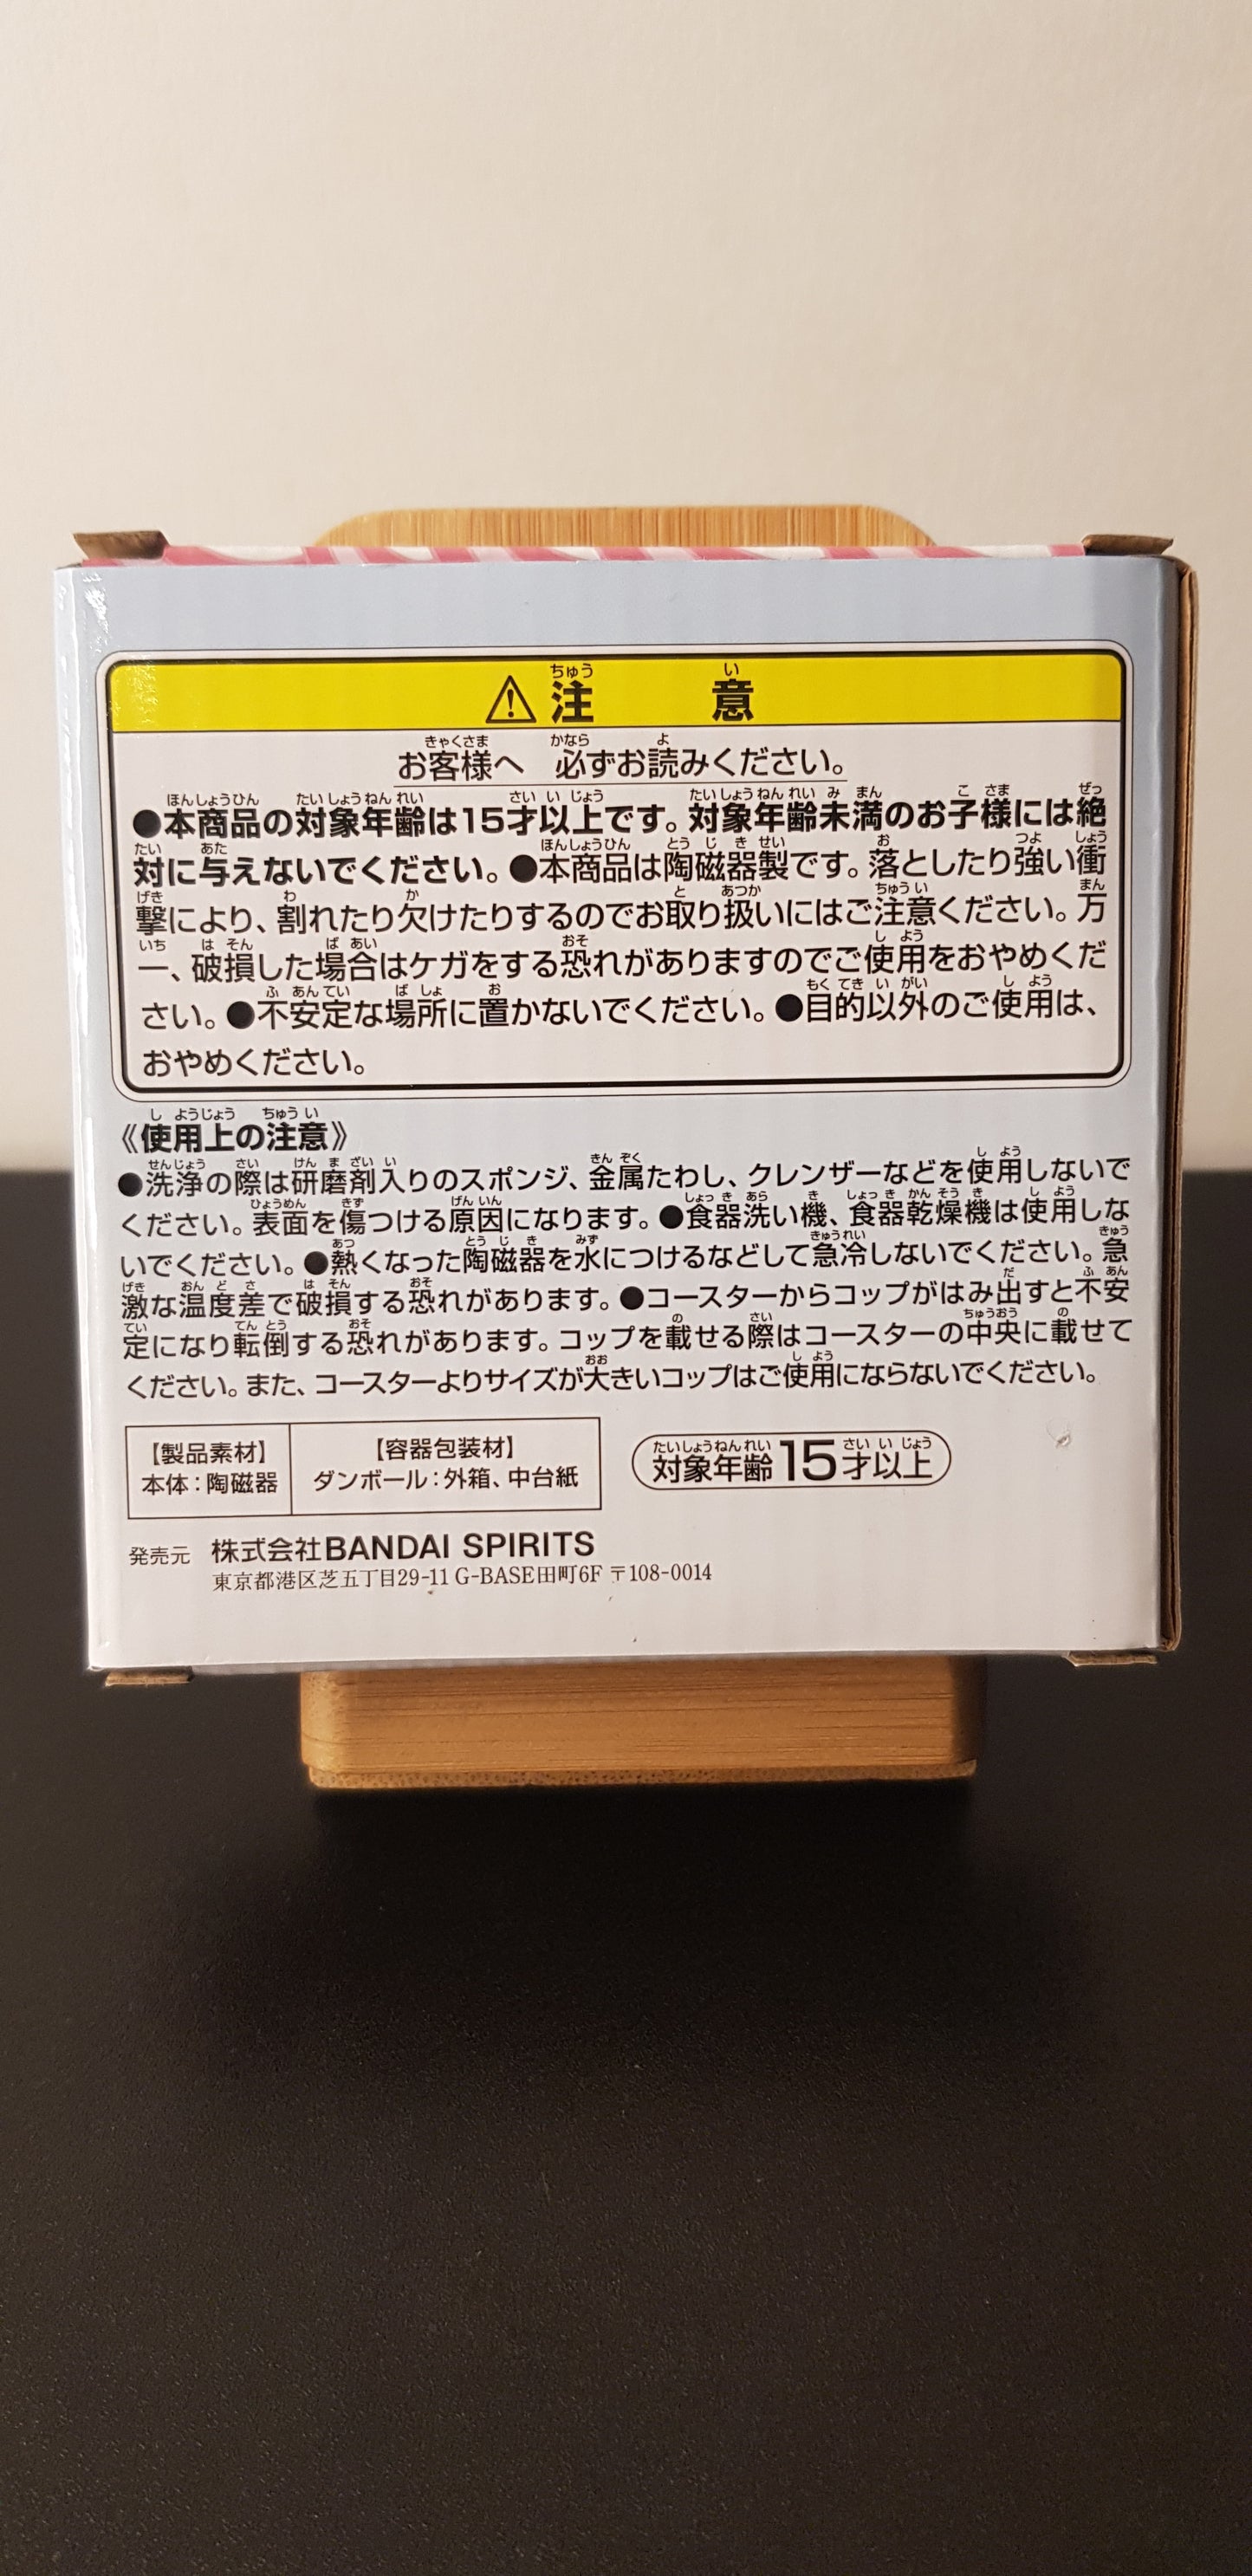 ⚠注意
お客様へ 必ずお読みください。
●本商品の対象年齢は15才以上です。対象年齢未満のお子様には絶
対に与えないでください。●本商品は陶磁器製です。落としたり強い衝
撃により、割れたり欠けたりするのでお取り扱いにはご注意ください。万
一、破損した場合はケガをする恐れがありますのでご使用をおやめくだ
さい。●不安定な場所に置かないでください。●目的以外のご使用は、
おやめください。
《使用上の注意》
●洗浄の際は研磨剤入りのスポンジ、金属たわし、クレンザーなどを使用しないで
ください。表面を傷つける原因になります。●食器洗い機、食器乾燥機は使用しな
いでください。●熱くなった陶磁器を水につけるなどして急冷しないでください。急
激な温度差で破損する恐れがあります。●コースターからコップがはみ出すと不安
定になり転倒する恐れがあります。コップを載せる際はコースターの中央に載せて
ください。また、コースターよりサイズが大きいコップはご使用にならないでください。
【製品素材】
本体：陶磁器
【容器包装材】
ダンボール：外箱、中台紙
対象年齢15才以上
発売元 株式会社BANDAI SPIRITS
東京都港区芝五丁目29-11 G-BASE田町6F 〒108-0014